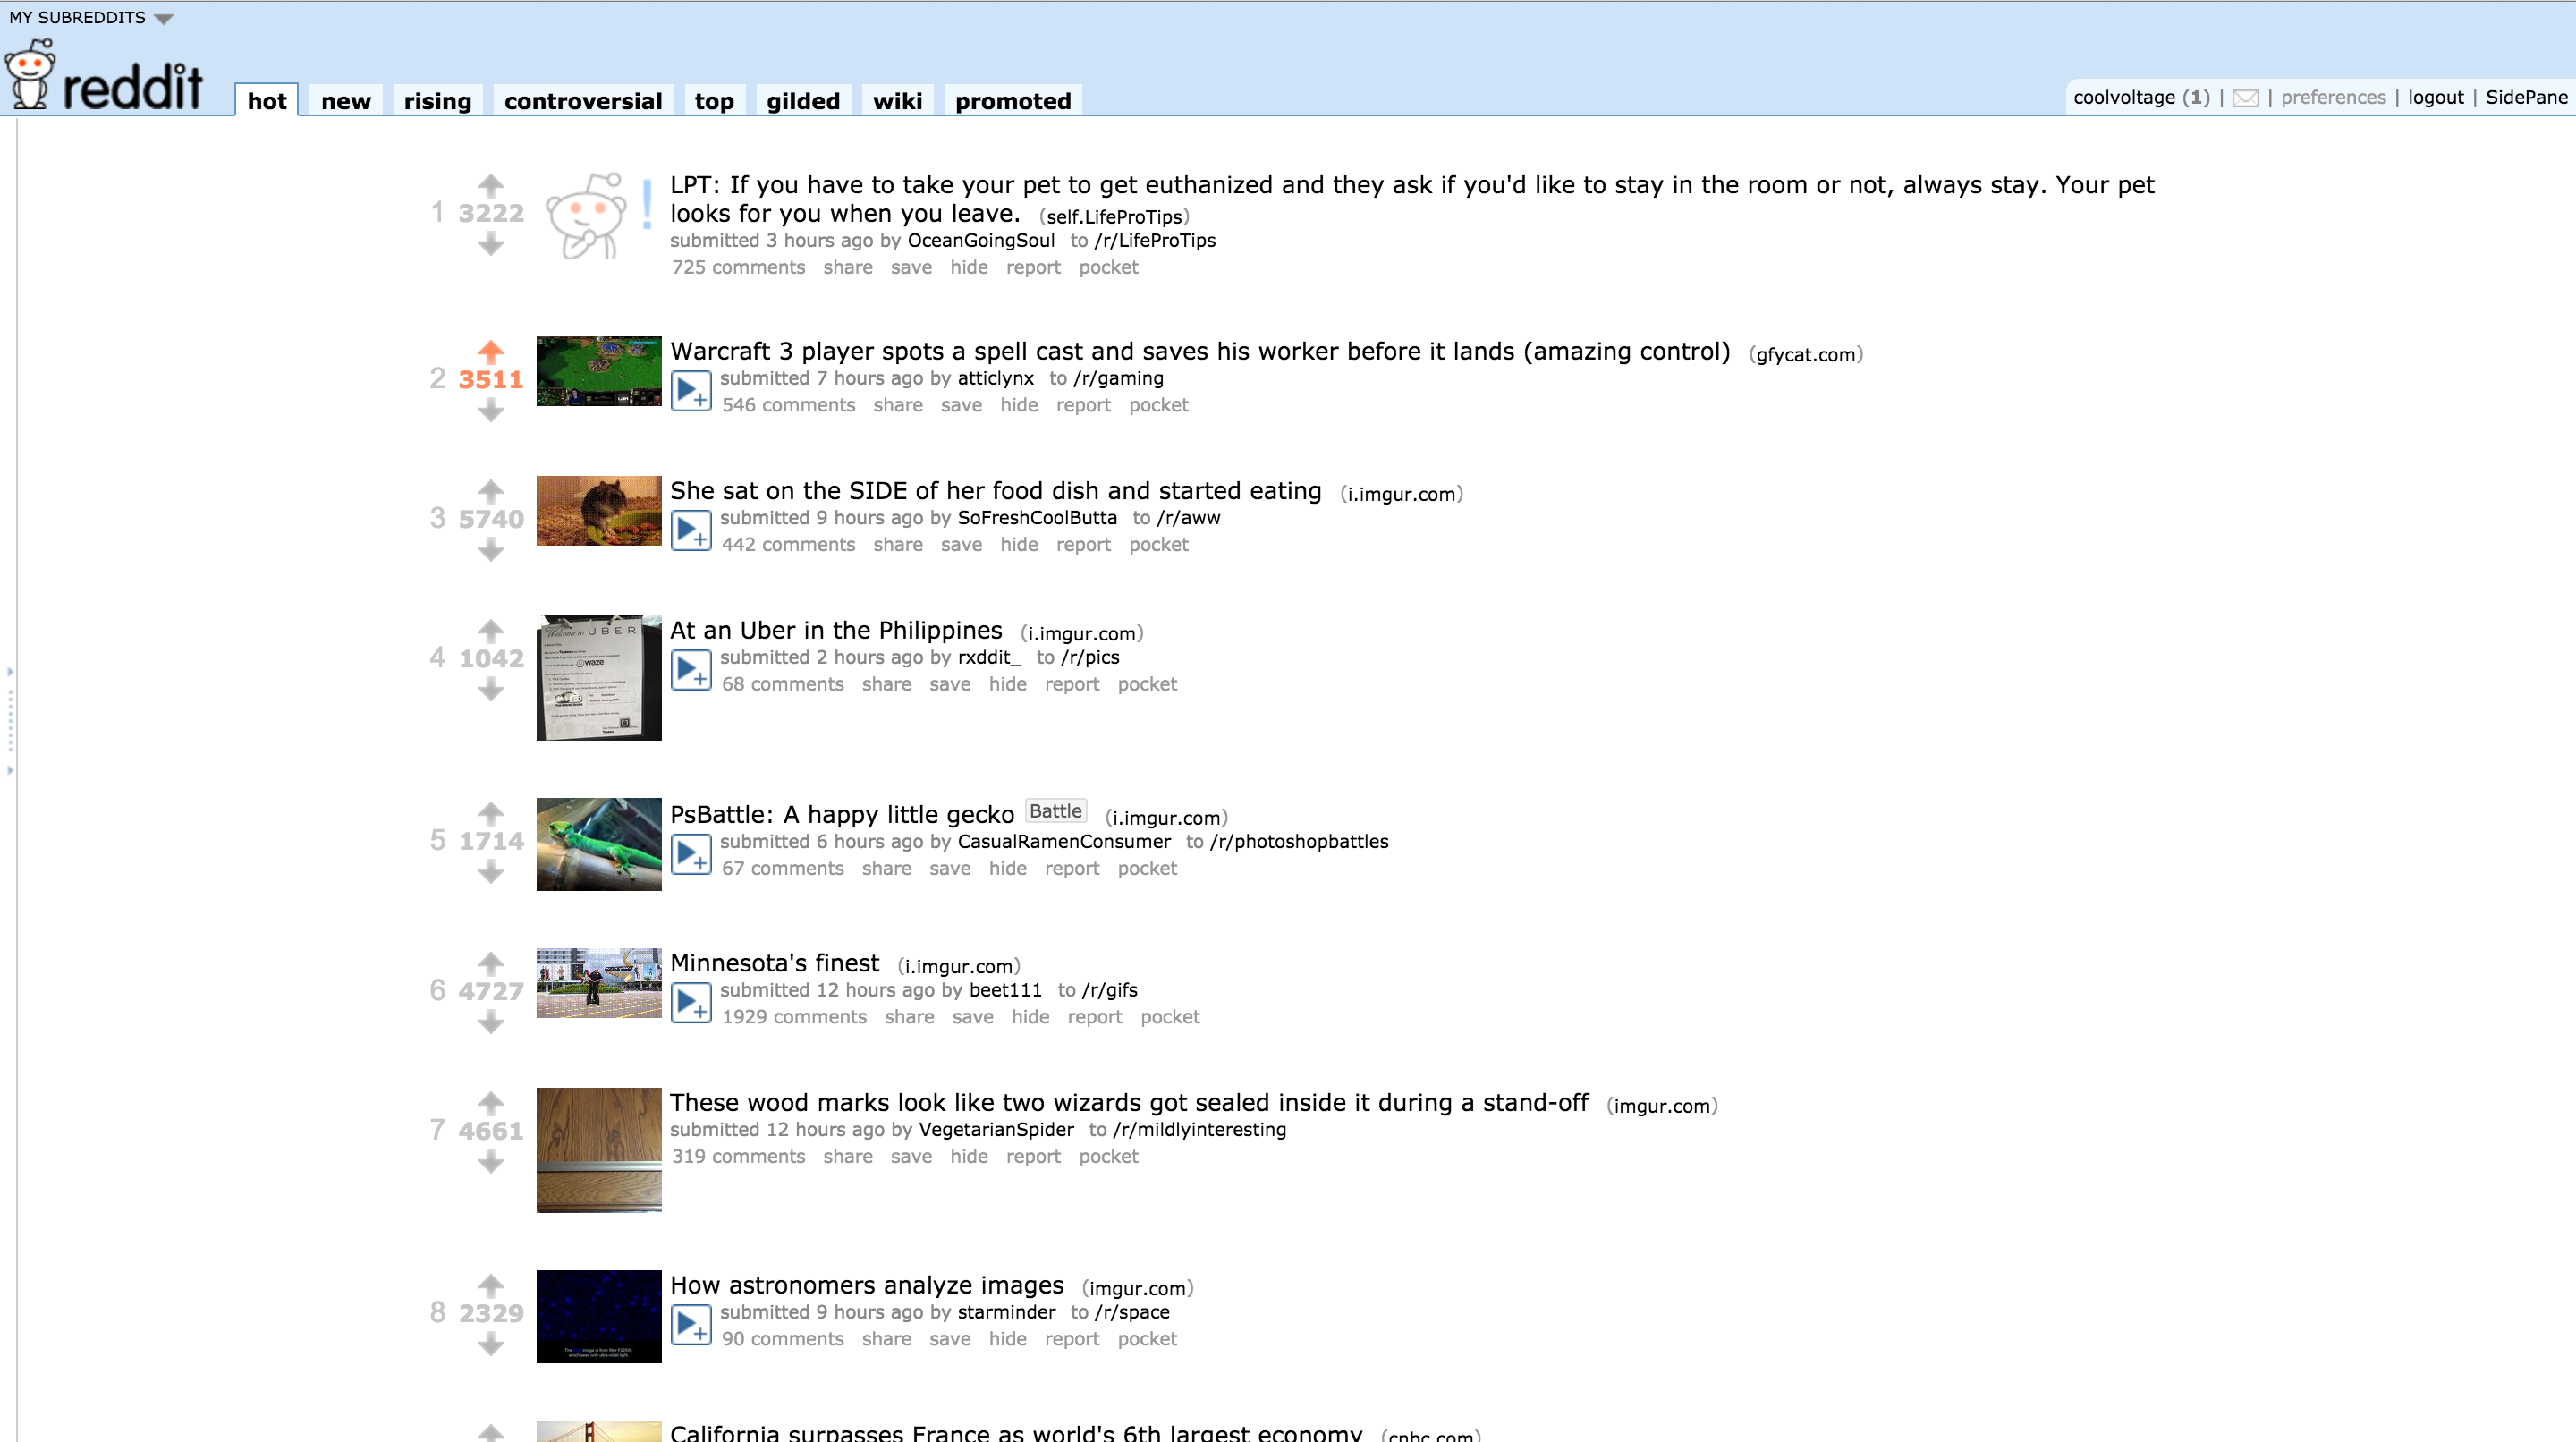 MY SUBREDDITS
reddit hot new rising controversial top gilded wiki promoted
coolvoltage (1) | | preferences | logout | SidePane
1 3222
LPT: If you have to take your pet to get euthanized and they ask if you'd like to stay in the room or not, always stay. Your pet
looks for you when you leave. (self.LifeProTips)
submitted 3 hours ago by OceanGoingSoul to /r/LifeProTips
725 comments share save hide report pocket
2 3511
Warcraft 3 player spots a spell cast and saves his worker before it lands (amazing control) (gfycat.com)
submitted 7 hours ago by atticlynx to /r/gaming
546 comments share save hide report pocket
3 5740
She sat on the SIDE of her food dish and started eating (i.imgur.com)
submitted 9 hours ago by SoFreshCoolButta to /r/aww
442 comments share save hide report pocket
4 1042
Welcome to UBER
waze
At an Uber in the Philippines (i.imgur.com)
submitted 2 hours ago by rxddit_ to /r/pics
68 comments share save hide report pocket
5 1714
PsBattle: A happy little gecko Battle (i.imgur.com)
submitted 6 hours ago by CasualRamenConsumer to /r/photoshopbattles
67 comments share save hide report pocket
6 4727
Minnesota's finest (i.imgur.com)
submitted 12 hours ago by beet111 to /r/gifs
1929 comments share save hide report pocket
7 4661
These wood marks look like two wizards got sealed inside it during a stand-off (imgur.com)
submitted 12 hours ago by VegetarianSpider to /r/mildlyinteresting
319 comments share save hide report pocket
8 2329
How astronomers analyze images (imgur.com)
submitted 9 hours ago by starminder to /r/space
90 comments share save hide report pocket
California surpasses France as world's 6th largest economy (cnbc.com)